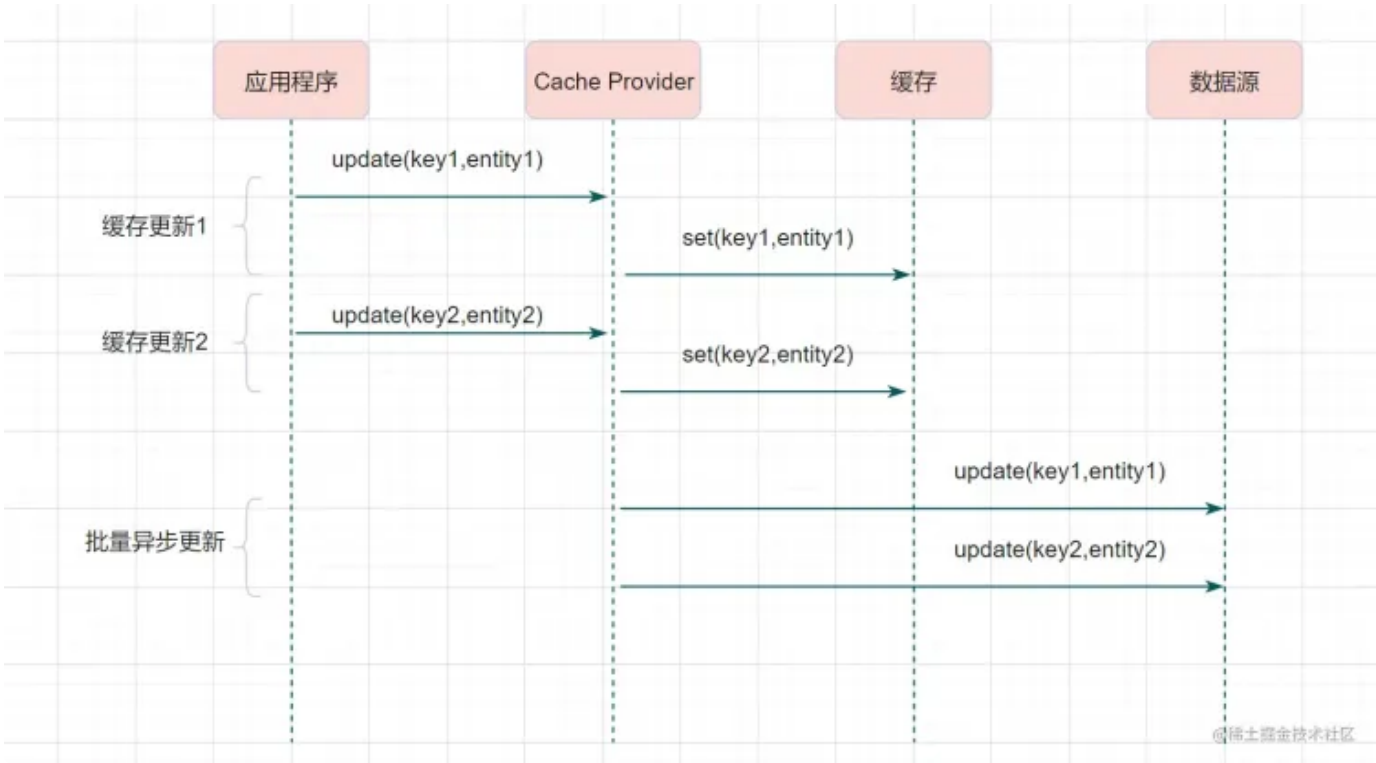 应用程序
Cache Provider
缓存
数据源
update(key1,entity1)
缓存更新1
set(key1,entity1)
update(key2,entity2)
缓存更新2
set(key2,entity2)
update(key1,entity1)
批量异步更新
update(key2,entity2)
@稀土掘金技术社区